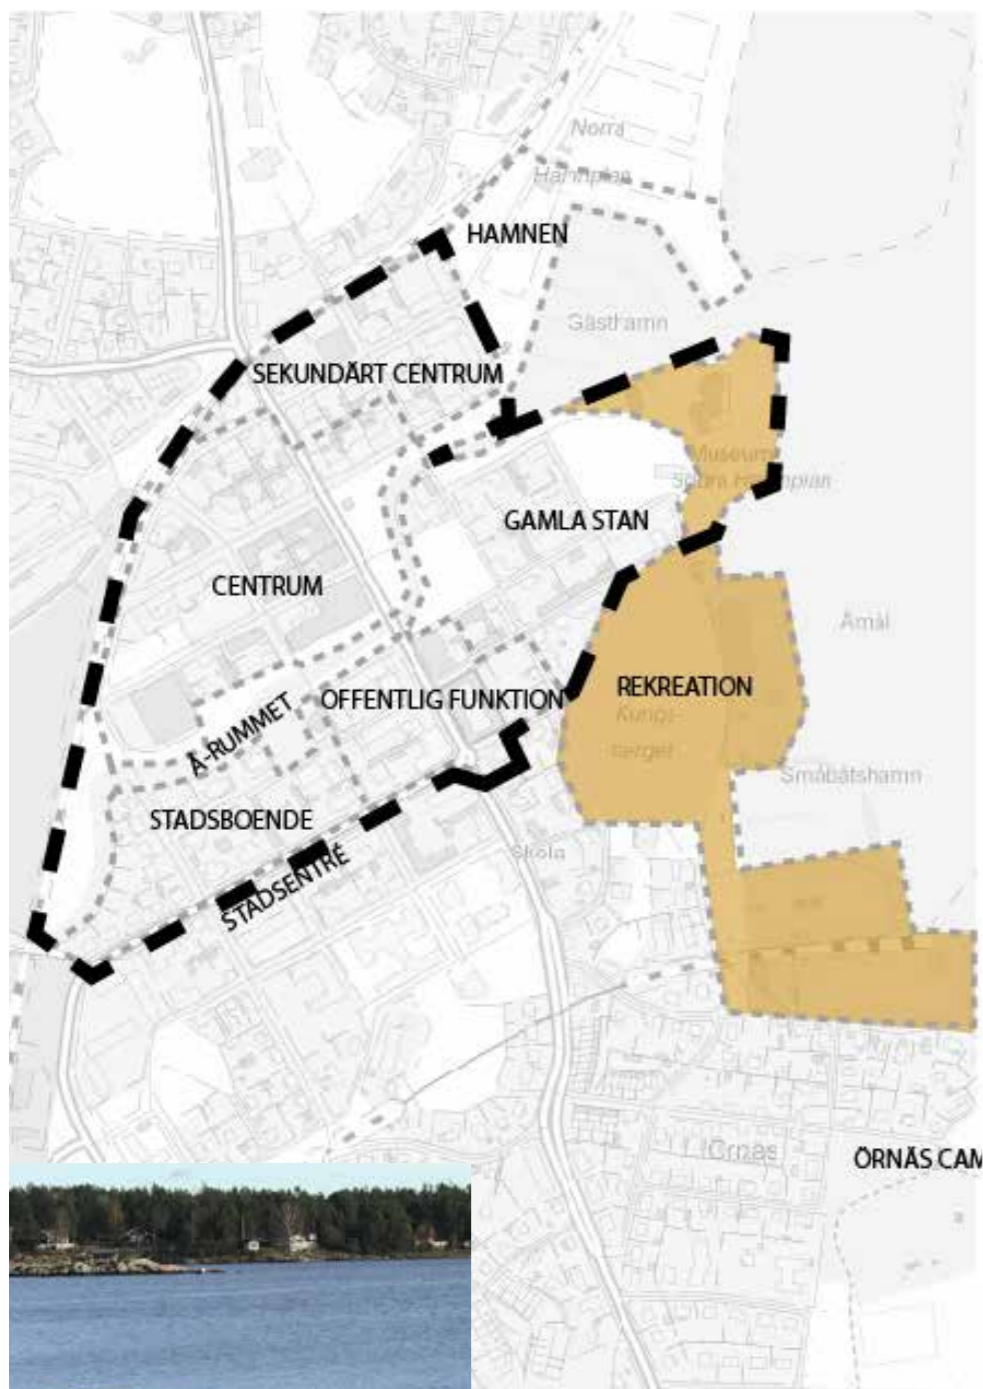 Norra
Hamnplan
HAMNEN
Gästhamn
SEKUNDÄRT CENTRUM
Museum
Södra Hamnplan
GAMLA STAN
CENTRUM
Åmål
REKREATION
OFFENTLIG FUNKTION
Kungs-
berget
Å-RUMMET
Småbåtshamn
STADSBOENDE
Skola
STADSENTRÉ
Örnäs
ÖRNÄS CAM